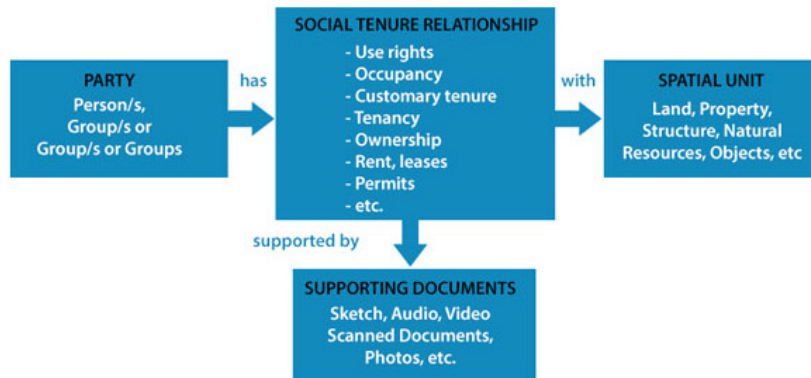 PARTY
Person/s,
Group/s or
Group/s or Groups
has
SOCIAL TENURE RELATIONSHIP
- Use rights
- Occupancy
- Customary tenure
- Tenancy
- Ownership
- Rent, leases
- Permits
- etc.
with
SPATIAL UNIT
Land, Property,
Structure, Natural
Resources, Objects, etc
supported by
SUPPORTING DOCUMENTS
Sketch, Audio, Video
Scanned Documents,
Photos, etc.